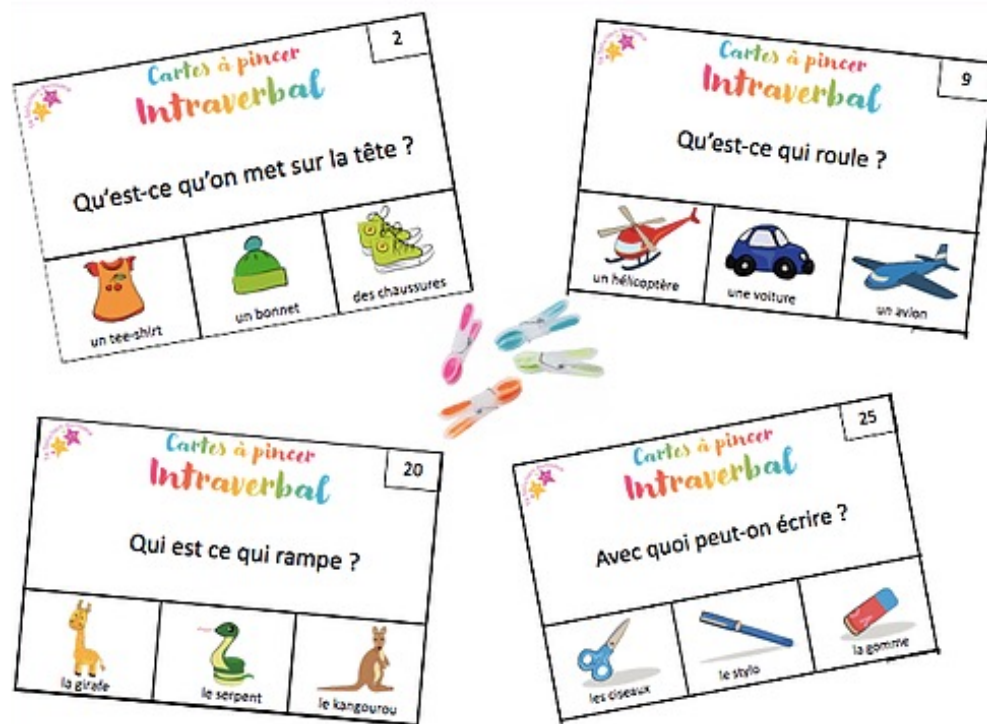 2
Cartes à pincer
Intraverbal
Qu'est-ce qu'on met sur la tête ?
un tee-shirt
un bonnet
des chaussures
9
Cartes à pincer
Intraverbal
Qu'est-ce qui roule ?
un hélicoptère
une voiture
un avion
20
Cartes à pincer
Intraverbal
Qui est ce qui rampe ?
la girafe
le serpent
le kangourou
25
Cartes à pincer
Intraverbal
Avec quoi peut-on écrire ?
les ciseaux
le stylo
la gomme